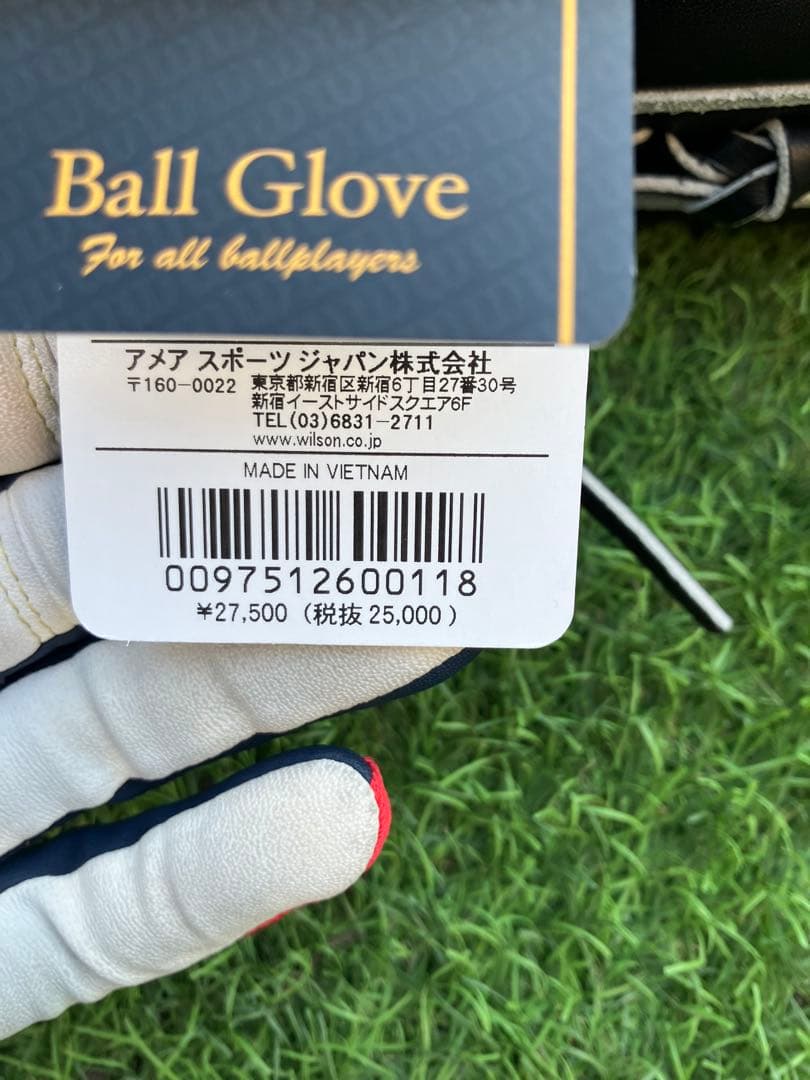 Ball Glove
For all ballplayers
アメア スポーツ ジャパン株式会社
〒160-0022 東京都新宿区新宿6丁目27番30号
新宿イーストサイドスクエア6F
TEL(03)6831-2711
www.wilson.co.jp
MADE IN VIETNAM
0097512600118
¥27,500 (税抜 25,000 )